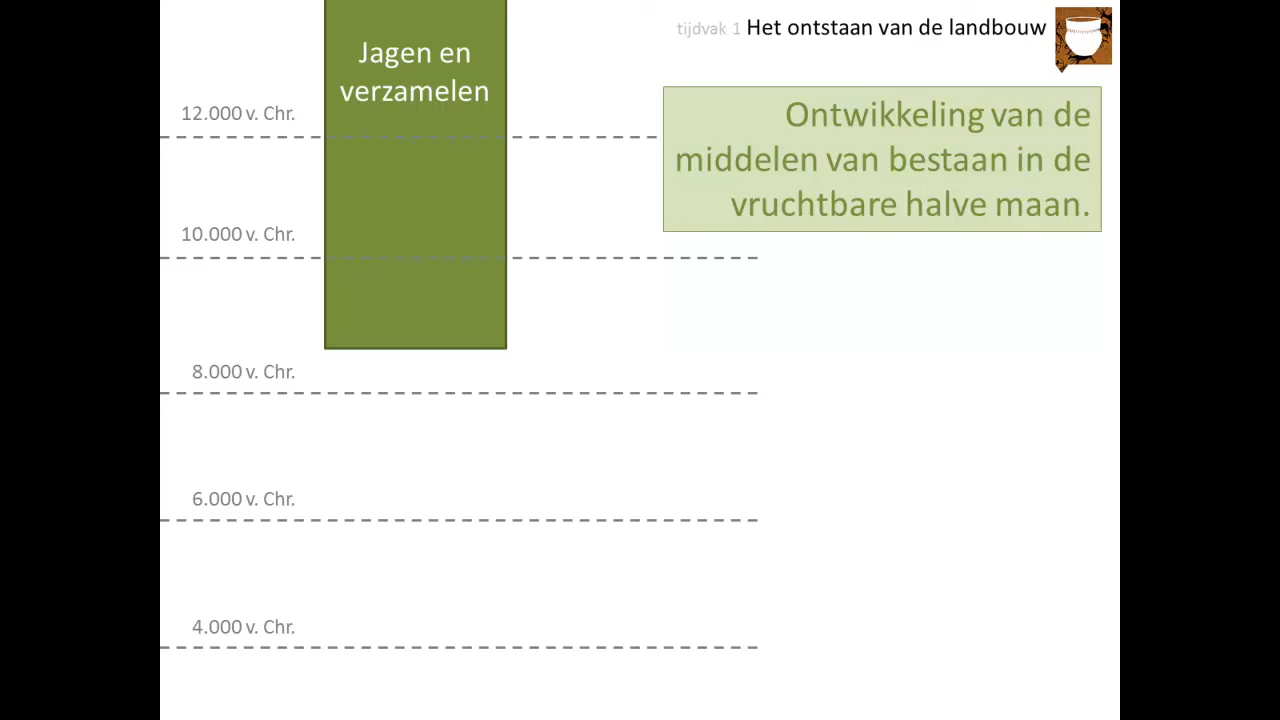 tijdvak 1 Het ontstaan van de landbouw
Jagen en
verzamelen
Ontwikkeling van de
middelen van bestaan in de
vruchtbare halve maan.
12.000 v. Chr.
10.000 v. Chr.
8.000 v. Chr.
6.000 v. Chr.
4.000 v. Chr.